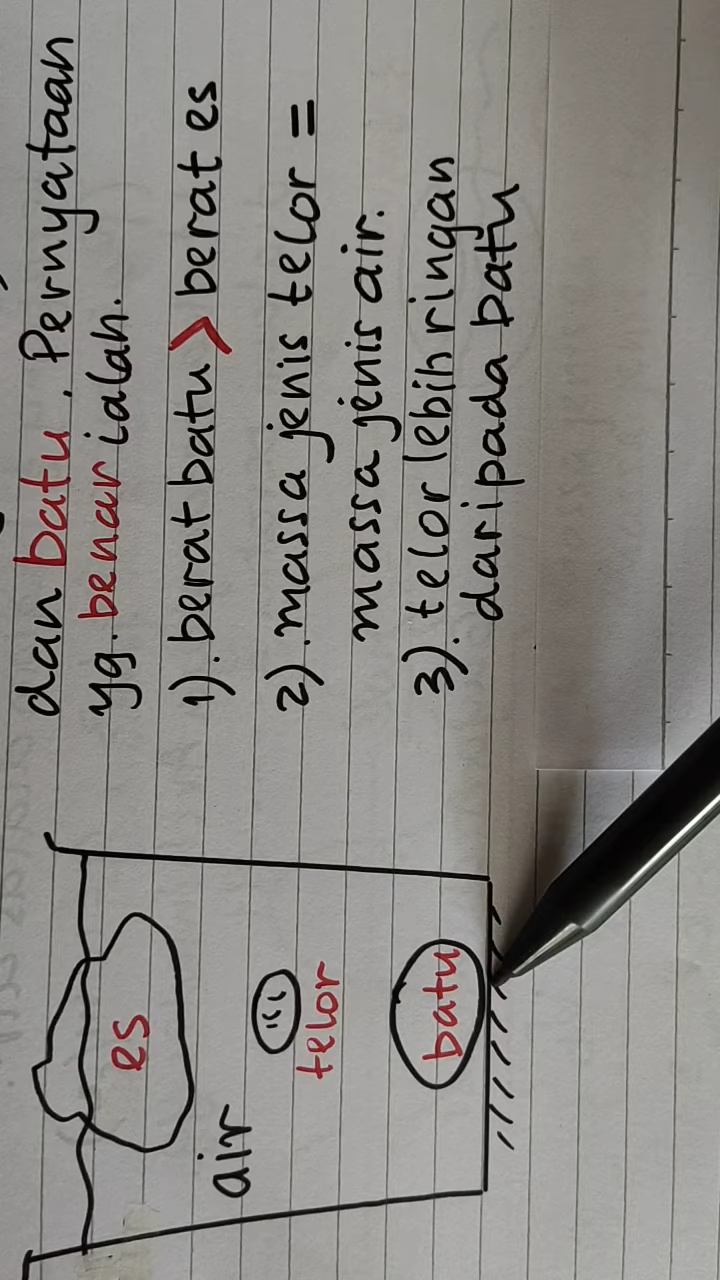 dan batu. Pernyataan
yg. benar ialah.
1). berat batu > berat es
2). massa jenis telor =
massa jenis air.
3). telor lebih ringan
daripada batu
es
telor
air
batu